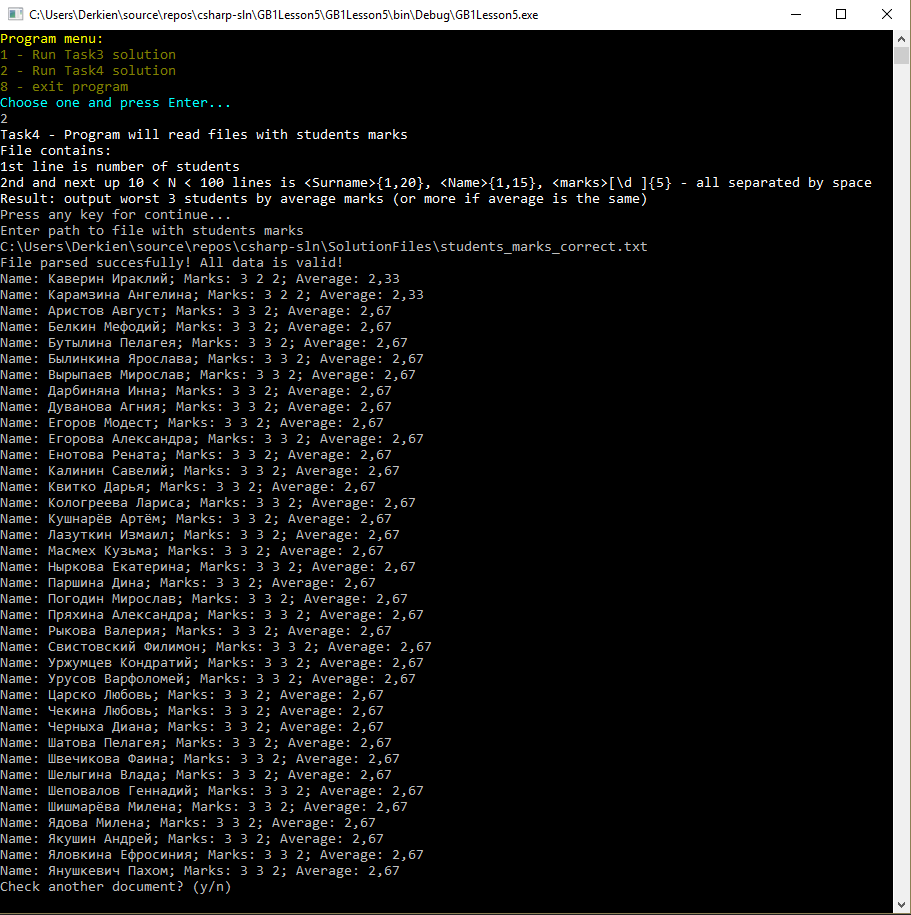 C:\Users\Derkien\source\repos\csharp-sln\GB1Lesson5\GB1Lesson5\bin\Debug\GB1Lesson5.exe
Program menu:
1 - Run Task3 solution
2 - Run Task4 solution
8 - exit program
Choose one and press Enter...
2
Task4 - Program will read files with students marks
File contains:
1st line is number of students
2nd and next up 10 < N < 100 lines is <Surname>{1,20}, <Name>{1,15}, <marks>[\d ]{5} - all separated by space
Result: output worst 3 students by average marks (or more if average is the same)
Press any key for continue...
Enter path to file with students marks
C:\Users\Derkien\source\repos\csharp-sln\SolutionFiles\students_marks_correct.txt
File parsed succesfully! All data is valid!
Name: Каверин Ираклий; Marks: 3 2 2; Average: 2,33
Name: Карамзина Ангелина; Marks: 3 2 2; Average: 2,33
Name: Аристов Август; Marks: 3 3 2; Average: 2,67
Name: Белкин Мефодий; Marks: 3 3 2; Average: 2,67
Name: Бутылина Пелагея; Marks: 3 3 2; Average: 2,67
Name: Былинкина Ярослава; Marks: 3 3 2; Average: 2,67
Name: Вырыпаев Мирослав; Marks: 3 3 2; Average: 2,67
Name: Дарбиняна Инна; Marks: 3 3 2; Average: 2,67
Name: Дуванова Агния; Marks: 3 3 2; Average: 2,67
Name: Егоров Модест; Marks: 3 3 2; Average: 2,67
Name: Егорова Александра; Marks: 3 3 2; Average: 2,67
Name: Енотова Рената; Marks: 3 3 2; Average: 2,67
Name: Калинин Савелий; Marks: 3 3 2; Average: 2,67
Name: Квитко Дарья; Marks: 3 3 2; Average: 2,67
Name: Кологреева Лариса; Marks: 3 3 2; Average: 2,67
Name: Кушнарёв Артём; Marks: 3 3 2; Average: 2,67
Name: Лазуткин Измаил; Marks: 3 3 2; Average: 2,67
Name: Масмех Кузьма; Marks: 3 3 2; Average: 2,67
Name: Ныркова Екатерина; Marks: 3 3 2; Average: 2,67
Name: Паршина Дина; Marks: 3 3 2; Average: 2,67
Name: Погодин Мирослав; Marks: 3 3 2; Average: 2,67
Name: Пряхина Александра; Marks: 3 3 2; Average: 2,67
Name: Рыкова Валерия; Marks: 3 3 2; Average: 2,67
Name: Свистовский Филимон; Marks: 3 3 2; Average: 2,67
Name: Уржумцев Кондратий; Marks: 3 3 2; Average: 2,67
Name: Урусов Варфоломей; Marks: 3 3 2; Average: 2,67
Name: Царско Любовь; Marks: 3 3 2; Average: 2,67
Name: Чекина Любовь; Marks: 3 3 2; Average: 2,67
Name: Черныха Диана; Marks: 3 3 2; Average: 2,67
Name: Шатова Пелагея; Marks: 3 3 2; Average: 2,67
Name: Швечикова Фаина; Marks: 3 3 2; Average: 2,67
Name: Шелыгина Влада; Marks: 3 3 2; Average: 2,67
Name: Шеповалов Геннадий; Marks: 3 3 2; Average: 2,67
Name: Шишмарёва Милена; Marks: 3 3 2; Average: 2,67
Name: Ядова Милена; Marks: 3 3 2; Average: 2,67
Name: Якушин Андрей; Marks: 3 3 2; Average: 2,67
Name: Яловкина Ефросиния; Marks: 3 3 2; Average: 2,67
Name: Янушкевич Пахом; Marks: 3 3 2; Average: 2,67
Check another document? (y/n)